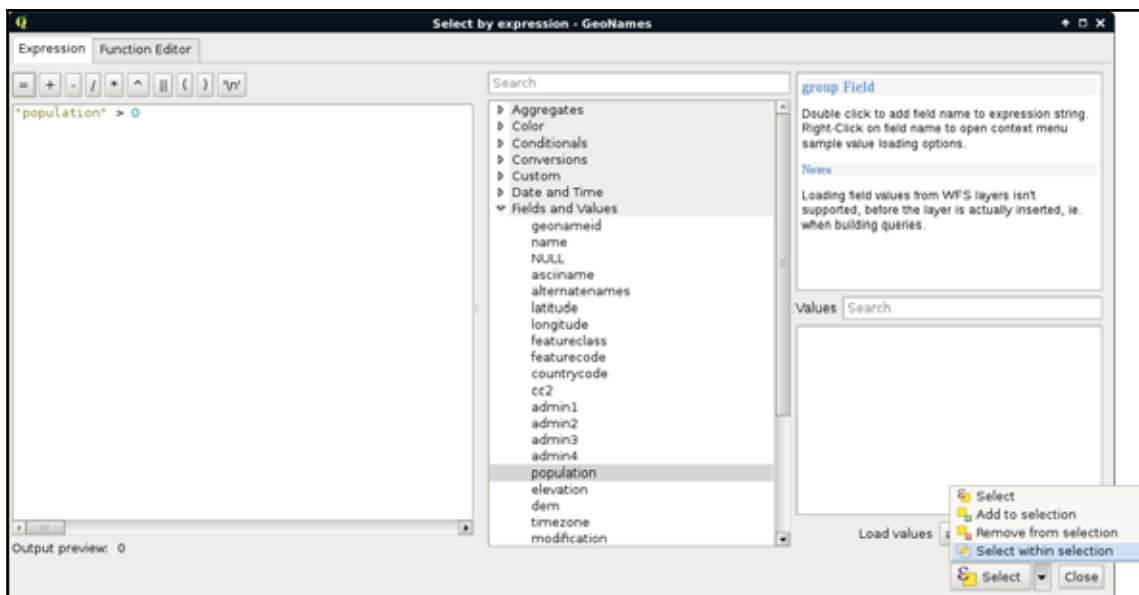 Select by expression - GeoNames
Expression
Function Editor
= + - / * ^ || ( ) '\n'
"population" > 0
Output preview: 0
Search
Aggregates
Color
Conditionals
Conversions
Custom
Date and Time
Fields and Values
geonameid
name
NULL
asciiname
alternatenames
latitude
longitude
featureclass
featurecode
countrycode
cc2
admin1
admin2
admin3
admin4
population
elevation
dem
timezone
modification
group Field
Double click to add field name to expression string.
Right-Click on field name to open context menu
sample value loading options.
Notes
Loading field values from WFS layers isn't
supported, before the layer is actually inserted, ie.
when building queries.
Values Search
Load values
Select
Add to selection
Remove from selection
Select within selection
Select
Close